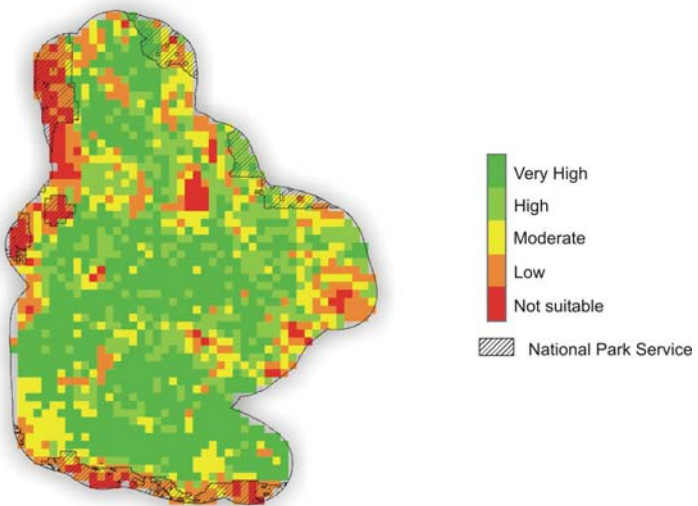 Very High
High
Moderate
Low
Not suitable
National Park Service